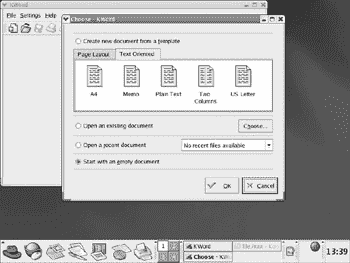 KWord
File Settings Help
Choose - KWord
Create new document from a template
Page Layout
Text Oriented
A4
Memo
Plain Text
Two Columns
US Letter
Open an existing document
Choose...
Open a recent document
No recent files available
Start with an empty document
OK
Cancel
1
KWord
Choose - KWord
13:39